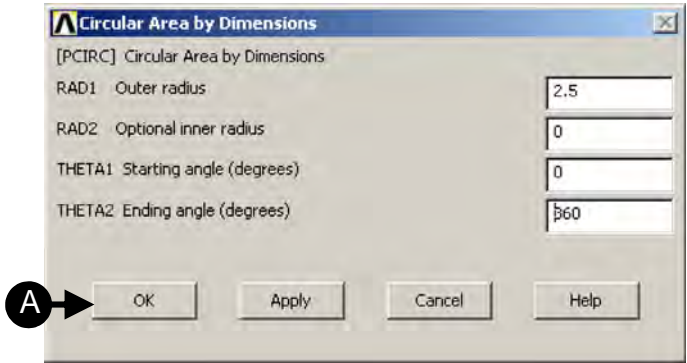 Circular Area by Dimensions
[PCIRC] Circular Area by Dimensions
RAD1 Outer radius 2.5
RAD2 Optional inner radius 0
THETA1 Starting angle (degrees) 0
THETA2 Ending angle (degrees) 360
A OK Apply Cancel Help